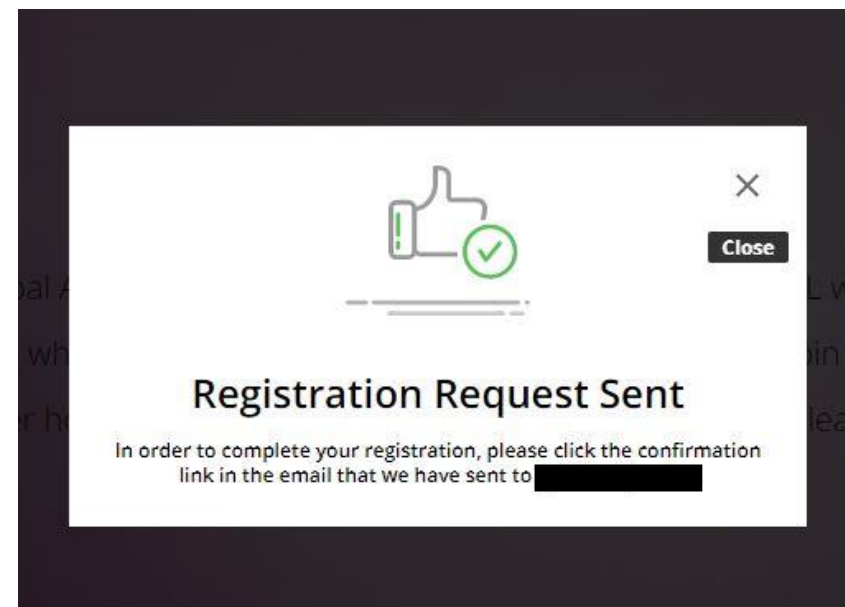 Close
Registration Request Sent
In order to complete your registration, please click the confirmation
link in the email that we have sent to